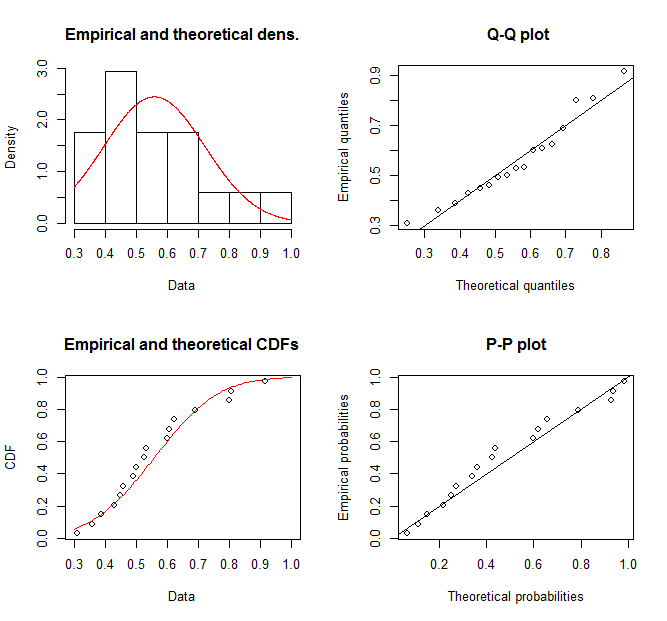 Empirical and theoretical dens.
Density
0.0 1.0 2.0 3.0
0.3 0.4 0.5 0.6 0.7 0.8 0.9 1.0
Data
Q-Q plot
Empirical quantiles
0.3 0.5 0.7 0.9
0.3 0.4 0.5 0.6 0.7 0.8
Theoretical quantiles
Empirical and theoretical CDFs
CDF
0.0 0.2 0.4 0.6 0.8 1.0
0.3 0.4 0.5 0.6 0.7 0.8 0.9 1.0
Data
P-P plot
Empirical probabilities
0.0 0.2 0.4 0.6 0.8 1.0
0.2 0.4 0.6 0.8 1.0
Theoretical probabilities